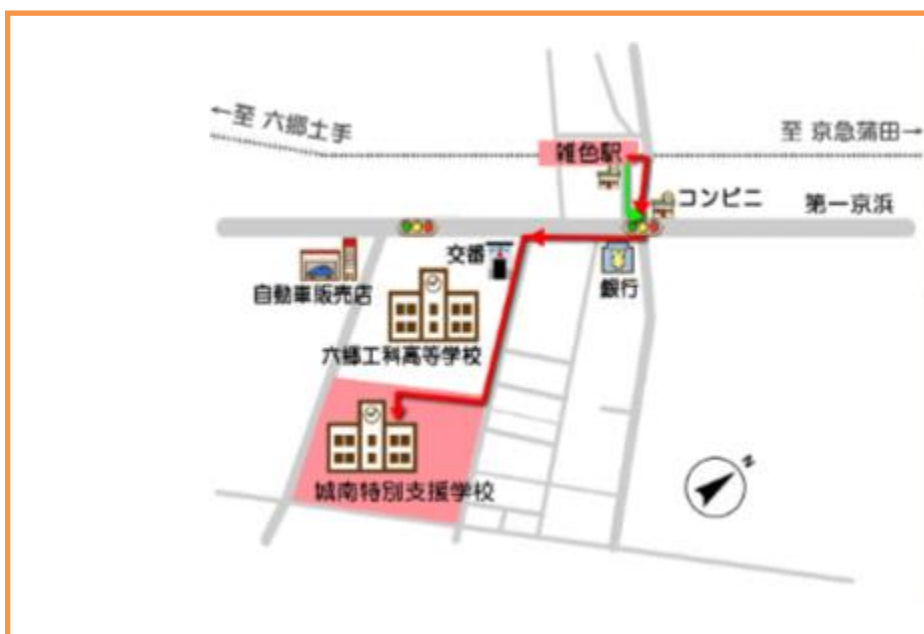 ←至 六郷土手
至 京急蒲田→
雑色駅
コンビニ
第一京浜
交番
銀行
自動車販売店
六郷工科高等学校
城南特別支援学校
N